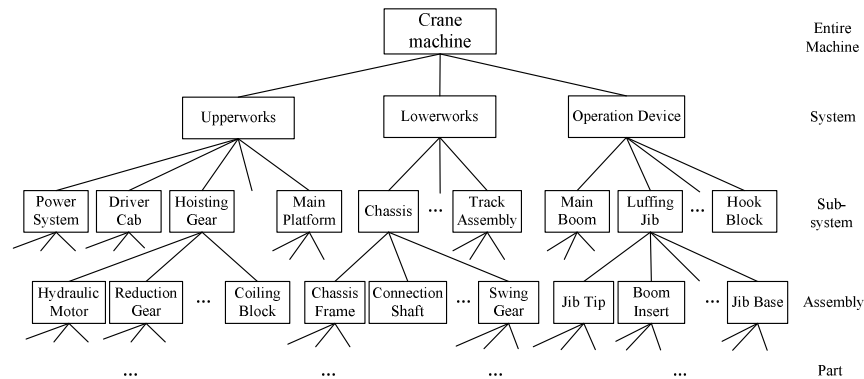 Crane
machine
Entire
Machine
Upperworks
Lowerworks
Operation Device
System
Power
System
Driver
Cab
Hoisting
Gear
Main
Platform
Chassis
...
Track
Assembly
Main
Boom
Luffing
Jib
...
Hook
Block
Sub-
system
Hydraulic
Motor
Reduction
Gear
...
Coiling
Block
Chassis
Frame
Connection
Shaft
...
Swing
Gear
Jib Tip
Boom
Insert
...
Jib Base
Assembly
...
...
...
...
Part